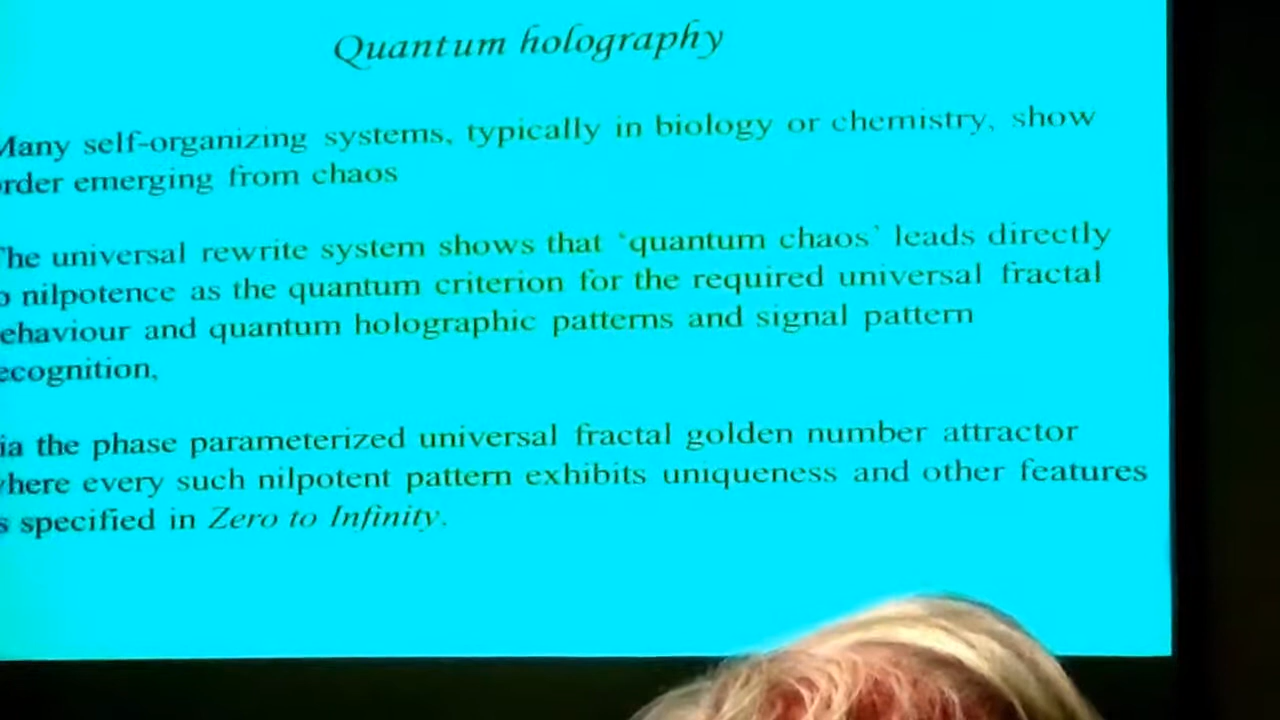 Quantum holography
Many self-organizing systems, typically in biology or chemistry, show
rder emerging from chaos
The universal rewrite system shows that ‘quantum chaos’ leads directly
o nilpotence as the quantum criterion for the required universal fractal
ehaviour and quantum holographic patterns and signal pattern
ecognition,
ia the phase parameterized universal fractal golden number attractor
here every such nilpotent pattern exhibits uniqueness and other features
s specified in Zero to Infinity.